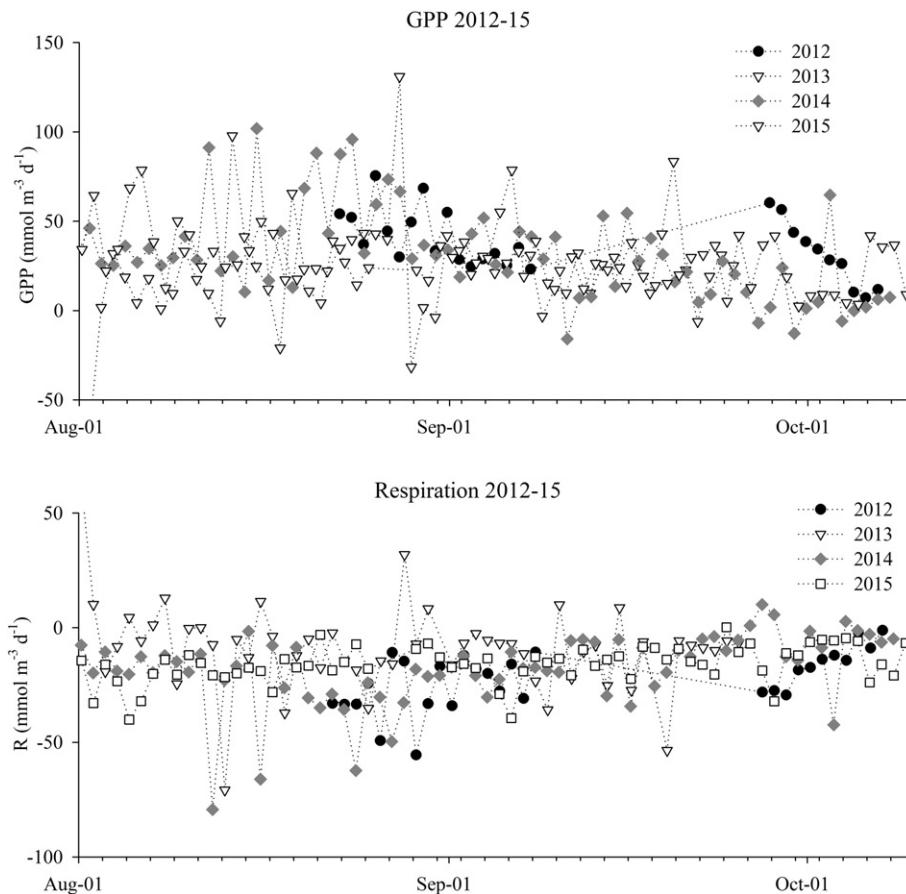 GPP 2012-15
150
100
50
0
-50
GPP (mmol m⁻³ d⁻¹)
2012
2013
2014
2015
Aug-01 Sep-01 Oct-01
Respiration 2012-15
50
0
-50
-100
R (mmol m⁻³ d⁻¹)
2012
2013
2014
2015
Aug-01 Sep-01 Oct-01